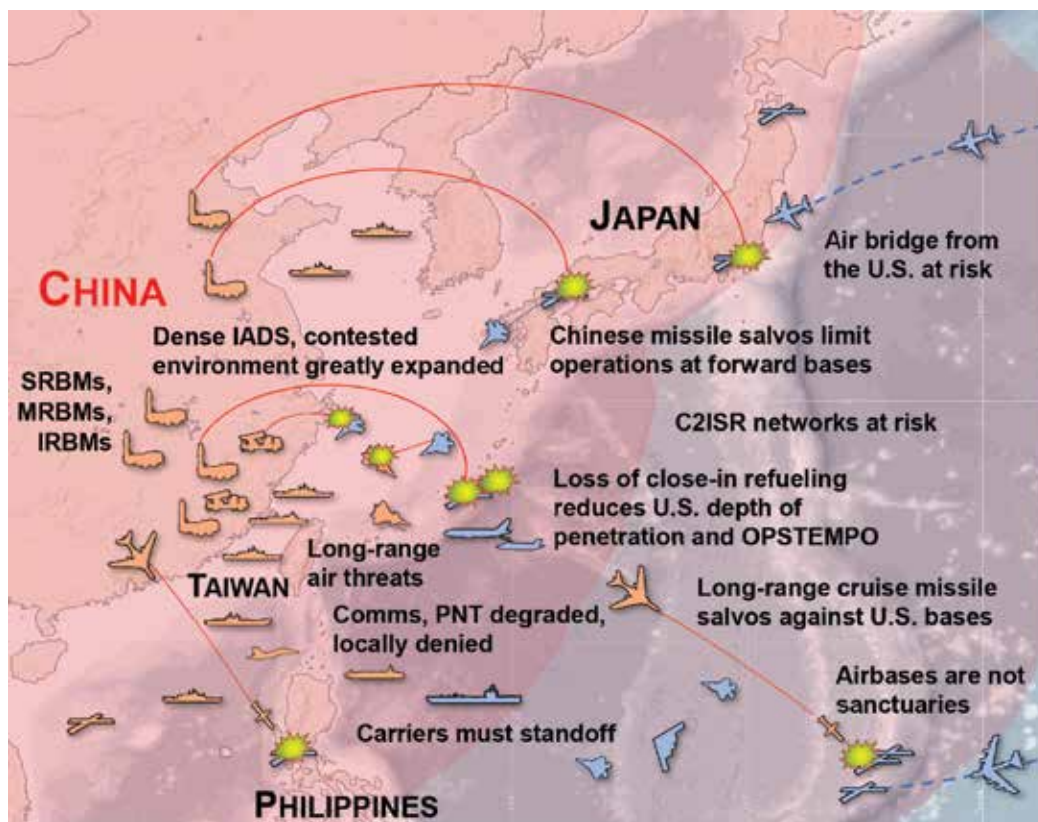 JAPAN
Air bridge from
the U.S. at risk
CHINA
Dense IADS, contested
environment greatly expanded
Chinese missile salvos limit
operations at forward bases
SRBMs,
MRBMs,
IRBMs
C2ISR networks at risk
Loss of close-in refueling
reduces U.S. depth of
penetration and OPSTEMPO
Long-range
air threats
TAIWAN
Long-range cruise missile
salvos against U.S. bases
Comms, PNT degraded,
locally denied
Airbases are not
sanctuaries
Carriers must standoff
PHILIPPINES